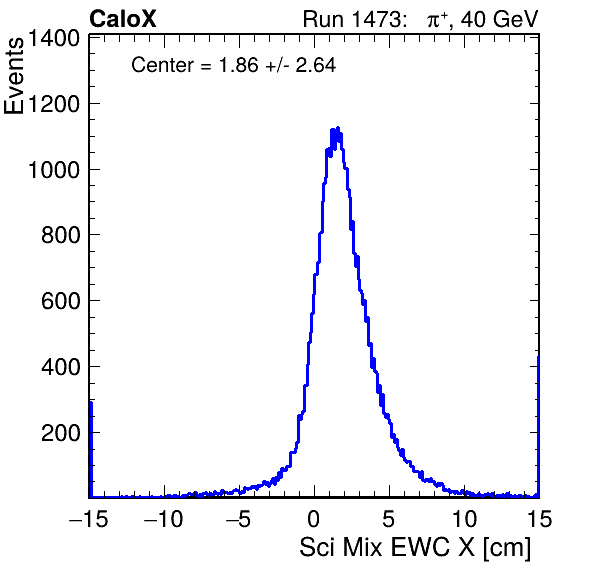 CaloX Run 1473: π⁺, 40 GeV
Events
Center = 1.86 +/- 2.64
1400
1200
1000
800
600
400
200
−15 −10 −5 0 5 10 15
Sci Mix EWC X [cm]